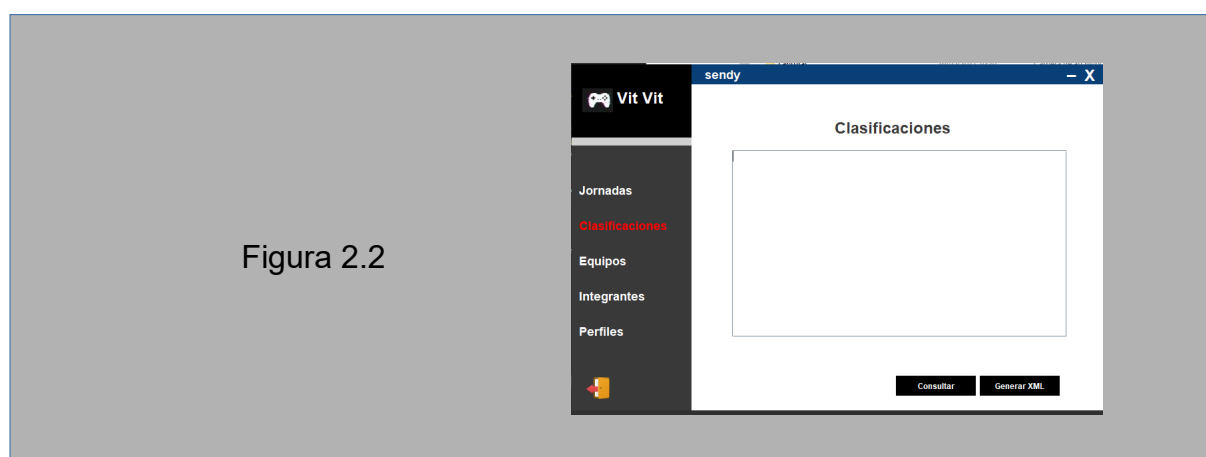 Figura 2.2
Vit Vit
sendy
– X
Clasificaciones
Jornadas
Clasificaciones
Equipos
Integrantes
Perfiles
Consultar
Generar XML